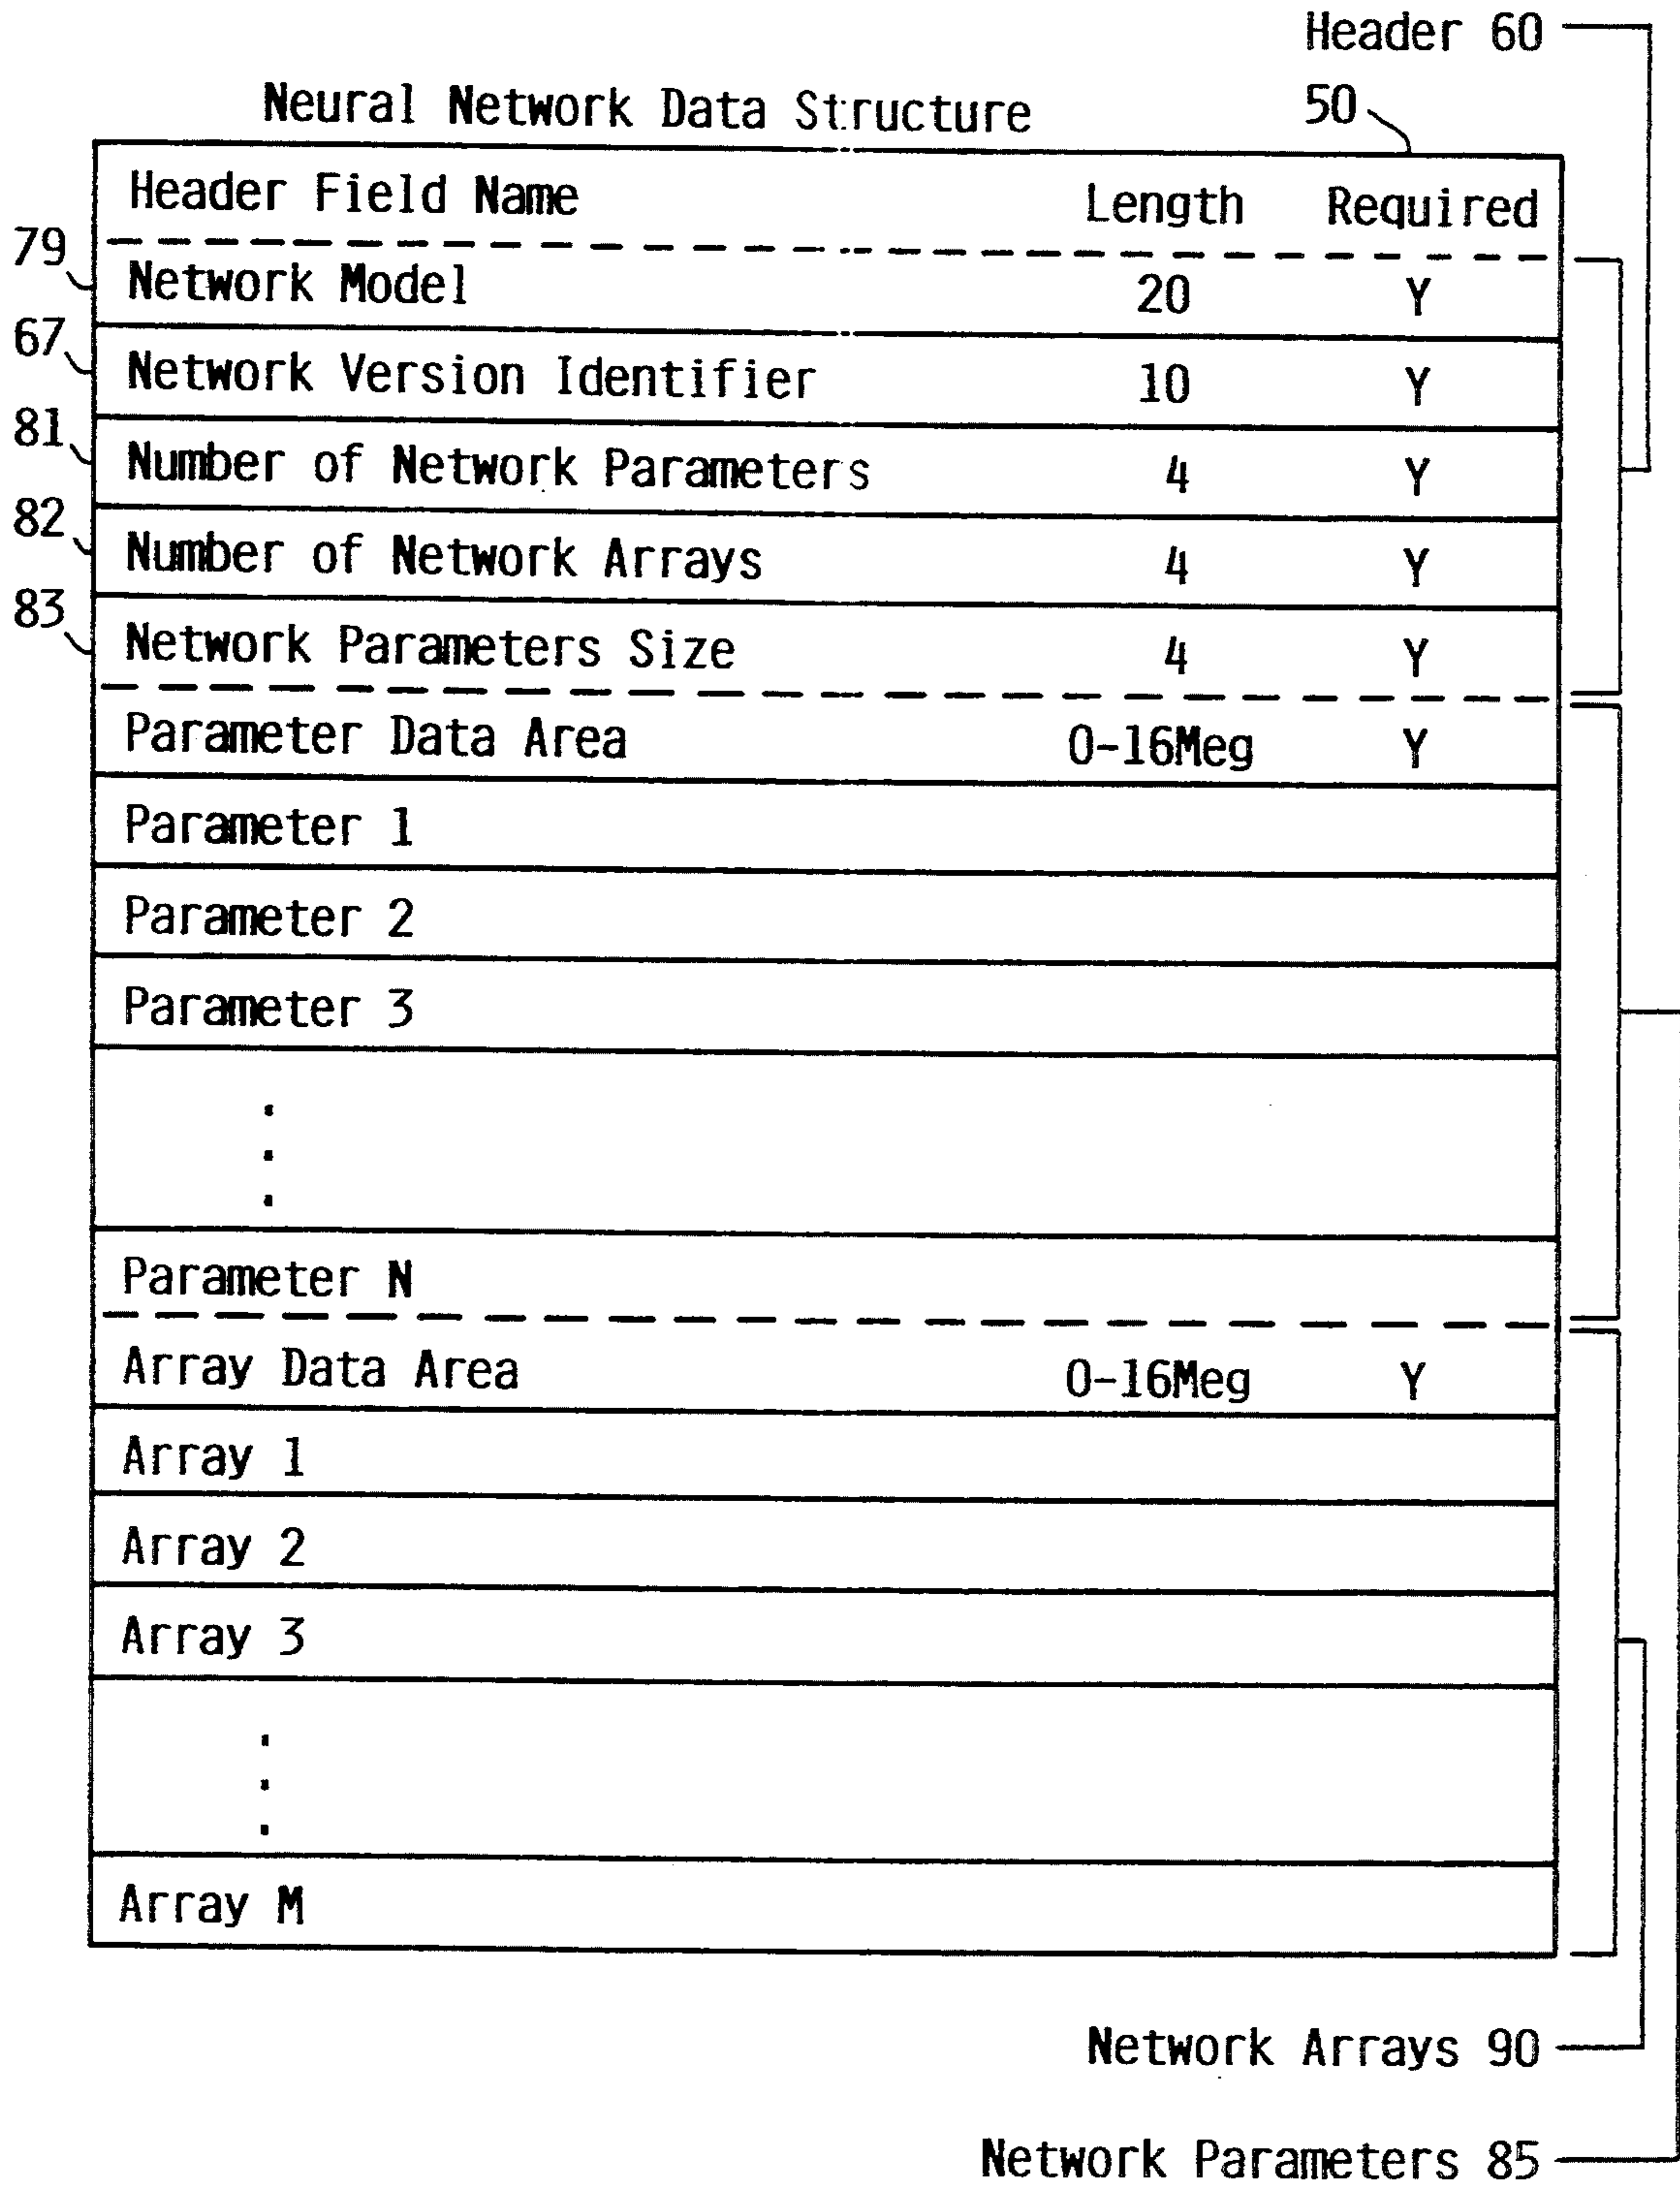 Header 60
Neural Network Data Structure
50
Header Field Name Length Required
79 Network Model 20 Y
67 Network Version Identifier 10 Y
81 Number of Network Parameters 4 Y
82 Number of Network Arrays 4 Y
83 Network Parameters Size 4 Y
Parameter Data Area 0-16Meg Y
Parameter 1
Parameter 2
Parameter 3
.
.
.
Parameter N
Array Data Area 0-16Meg Y
Array 1
Array 2
Array 3
.
.
.
Array M
Network Arrays 90
Network Parameters 85